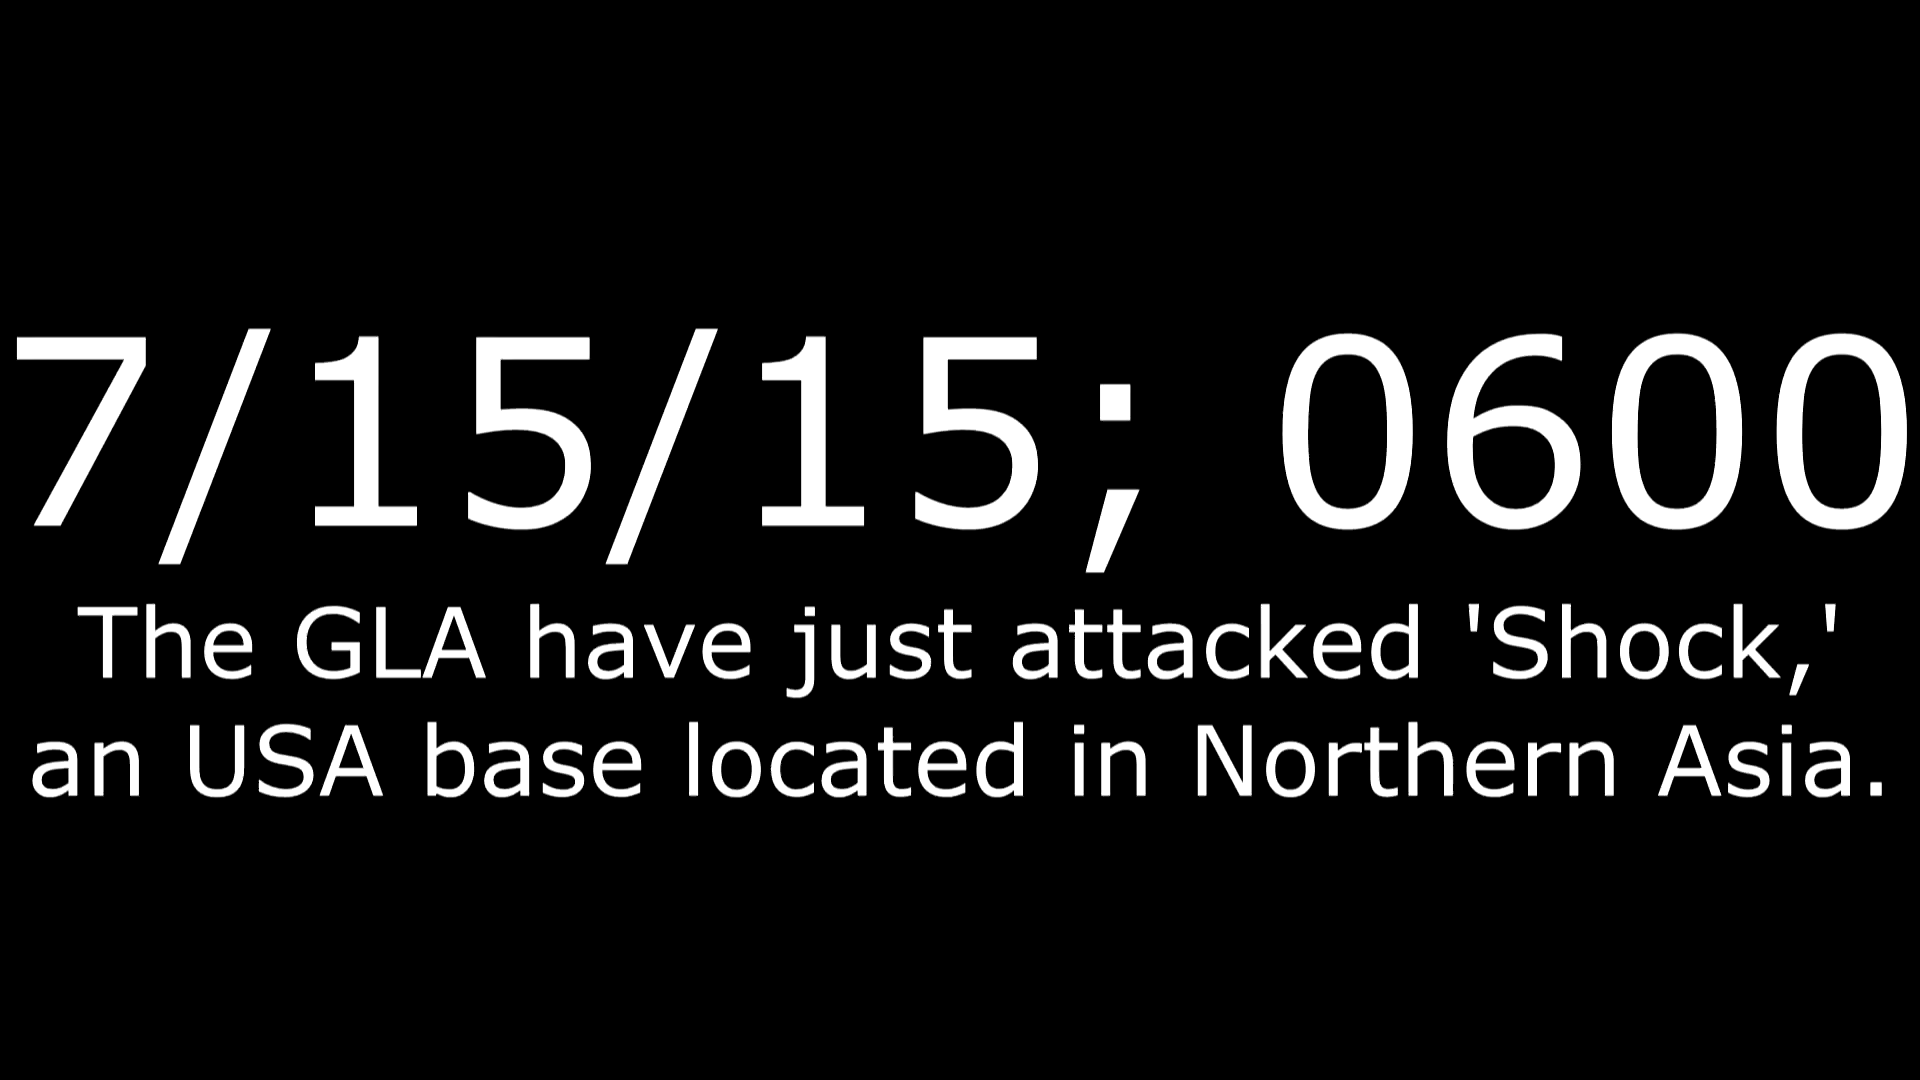 7/15/15; 0600
The GLA have just attacked 'Shock,'
an USA base located in Northern Asia.